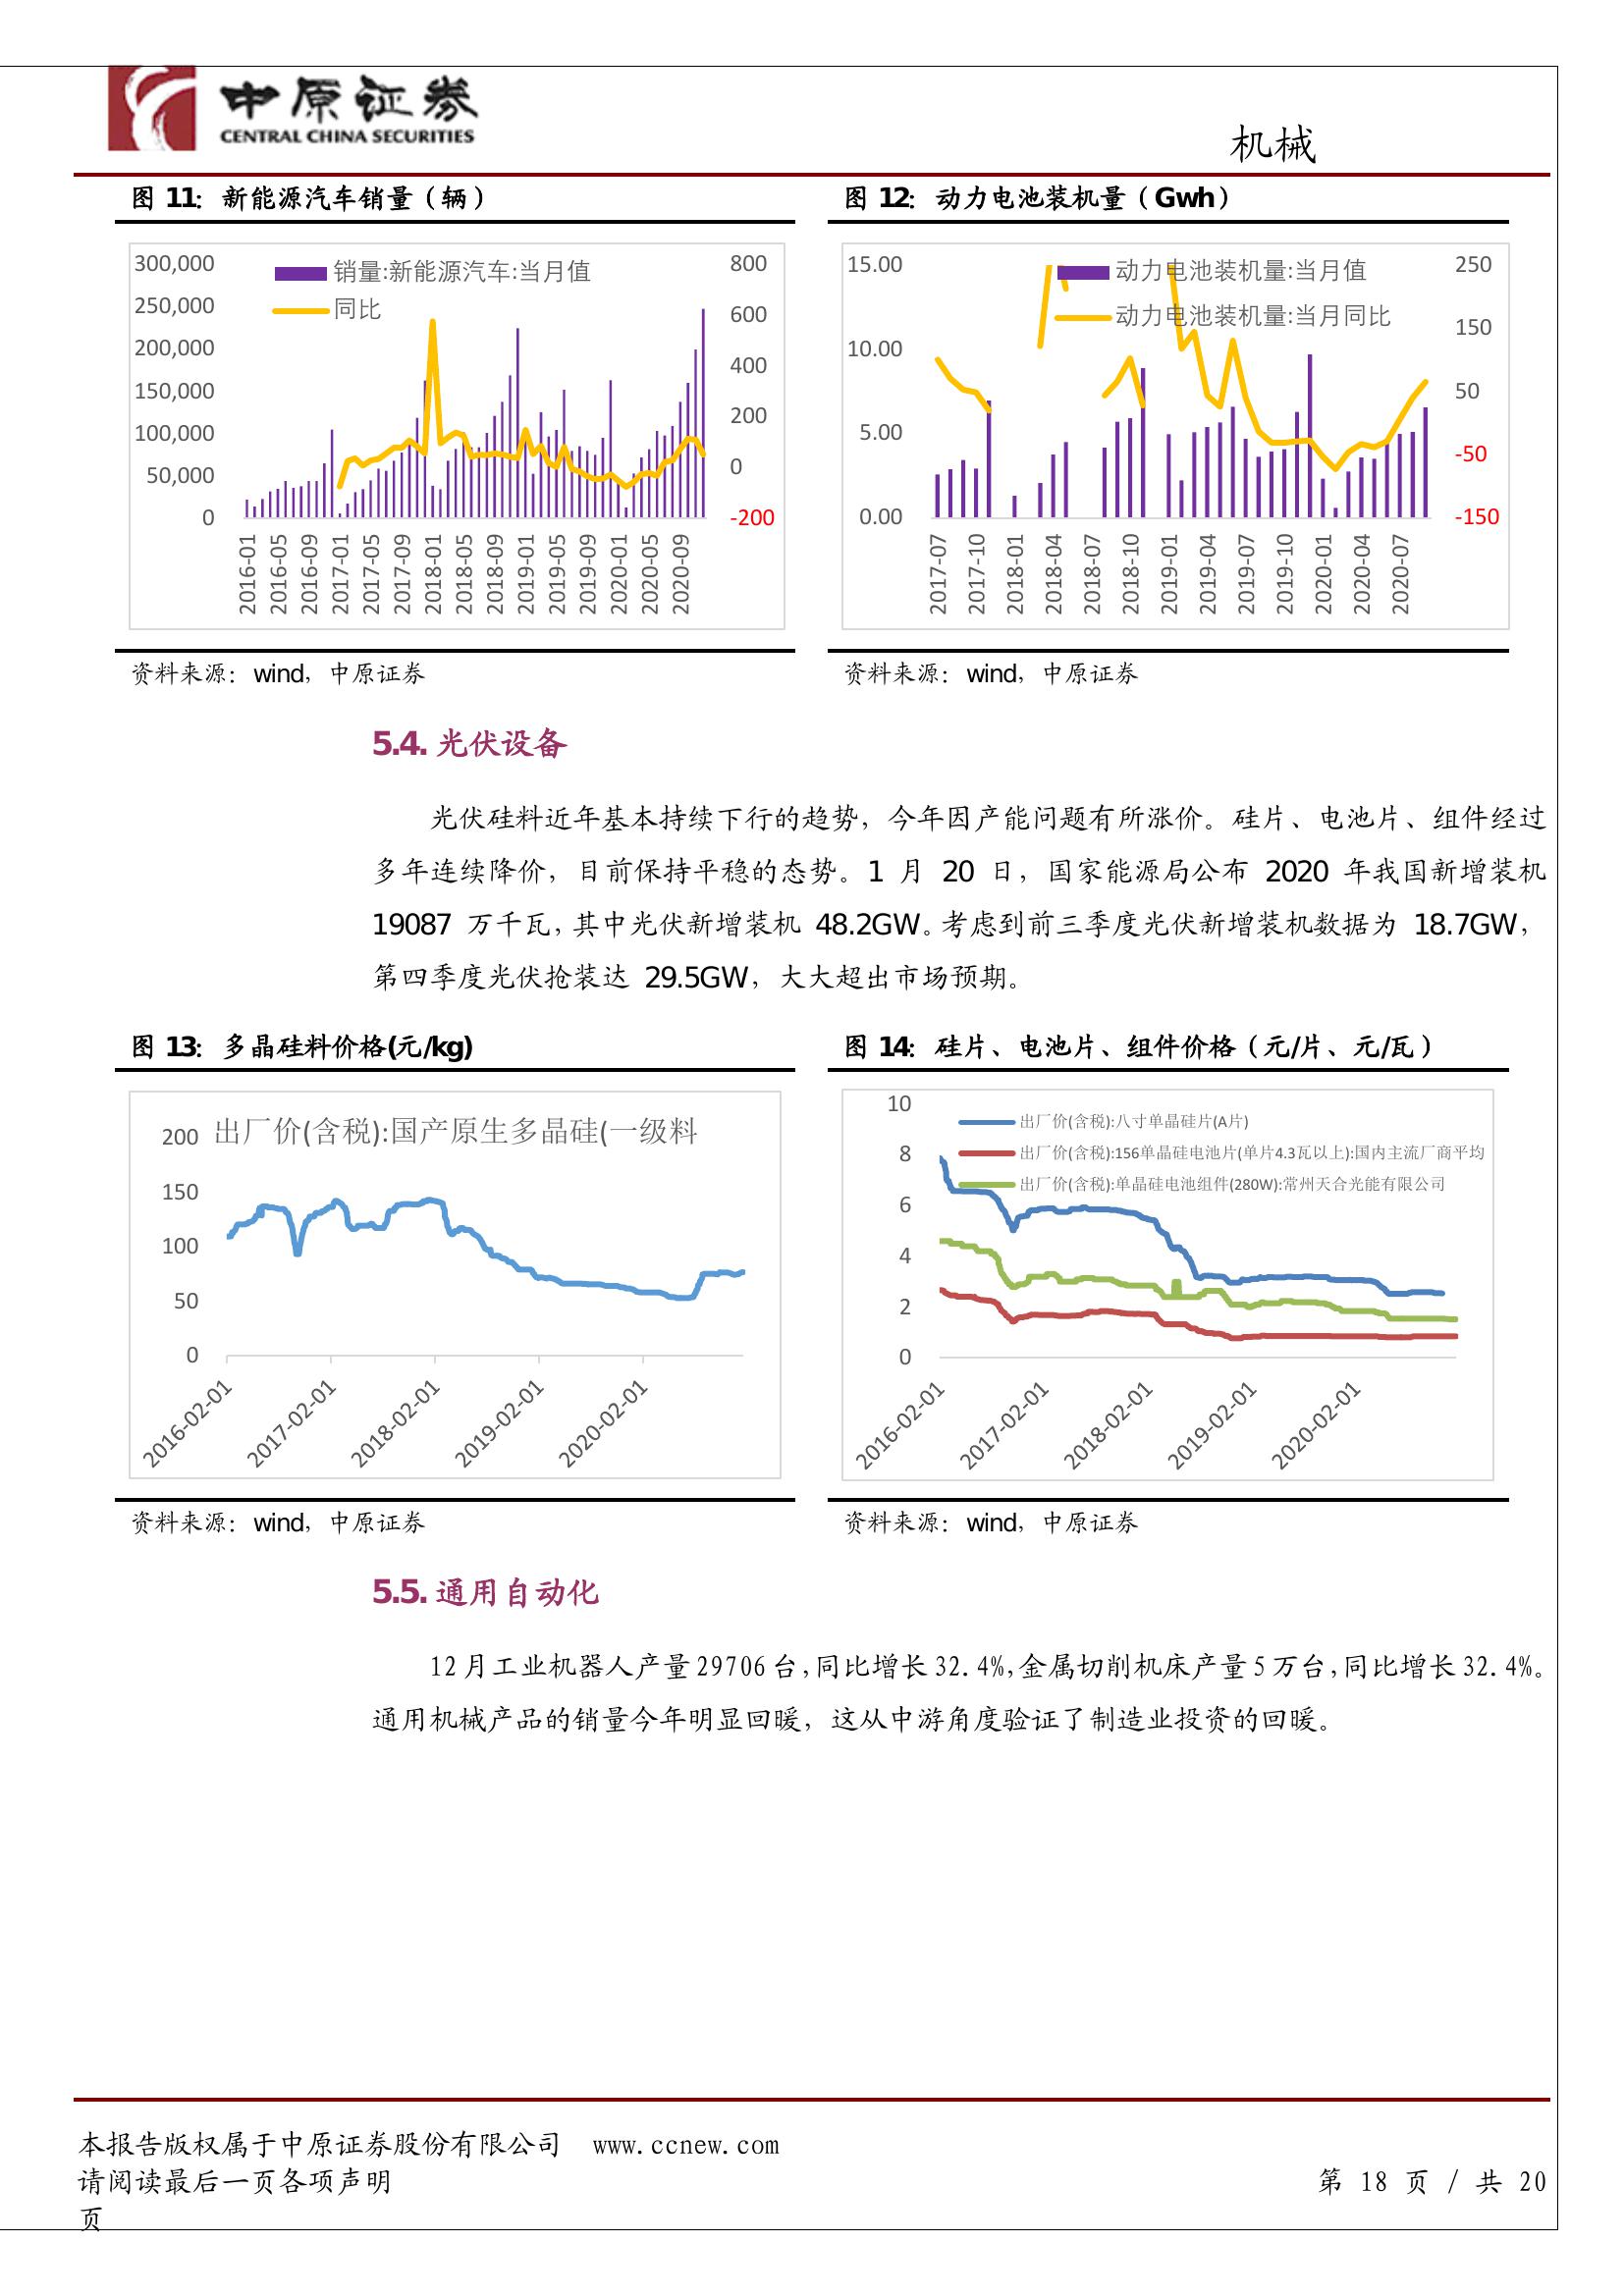 中原证券
CENTRAL CHINA SECURITIES
机械
图 11: 新能源汽车销量（辆）
300,000
250,000
200,000
150,000
100,000
50,000
0
销量:新能源汽车:当月值
同比
800
600
400
200
0
-200
2016-01
2016-05
2016-09
2017-01
2017-05
2017-09
2018-01
2018-05
2018-09
2019-01
2019-05
2019-09
2020-01
2020-05
2020-09
资料来源: wind, 中原证券
图 12: 动力电池装机量（Gwh）
15.00
10.00
5.00
0.00
动力电池装机量:当月值
动力电池装机量:当月同比
250
150
50
-50
-150
2017-07
2017-10
2018-01
2018-04
2018-07
2018-10
2019-01
2019-04
2019-07
2019-10
2020-01
2020-04
2020-07
资料来源: wind, 中原证券
5.4. 光伏设备
光伏硅料近年基本持续下行的趋势，今年因产能问题有所涨价。硅片、电池片、组件经过
多年连续降价，目前保持平稳的态势。1 月 20 日，国家能源局公布 2020 年我国新增装机
19087 万千瓦，其中光伏新增装机 48.2GW。考虑到前三季度光伏新增装机数据为 18.7GW，
第四季度光伏抢装达 29.5GW，大大超出市场预期。
图 13: 多晶硅料价格(元/kg)
出厂价(含税):国产原生多晶硅(一级料
200
150
100
50
0
2016-02-01
2017-02-01
2018-02-01
2019-02-01
2020-02-01
资料来源: wind, 中原证券
图 14: 硅片、电池片、组件价格（元/片、元/瓦）
10
8
6
4
2
0
出厂价(含税):八寸单晶硅片(A片)
出厂价(含税):156单晶硅电池片(单片4.3瓦以上):国内主流厂商平均
出厂价(含税):单晶硅电池组件(280W):常州天合光能有限公司
2016-02-01
2017-02-01
2018-02-01
2019-02-01
2020-02-01
资料来源: wind, 中原证券
5.5. 通用自动化
12 月工业机器人产量 29706 台,同比增长 32.4%,金属切削机床产量 5 万台,同比增长 32.4%。
通用机械产品的销量今年明显回暖，这从中游角度验证了制造业投资的回暖。
本报告版权属于中原证券股份有限公司 www.ccnew.com
请阅读最后一页各项声明 第 18 页 / 共 20
页